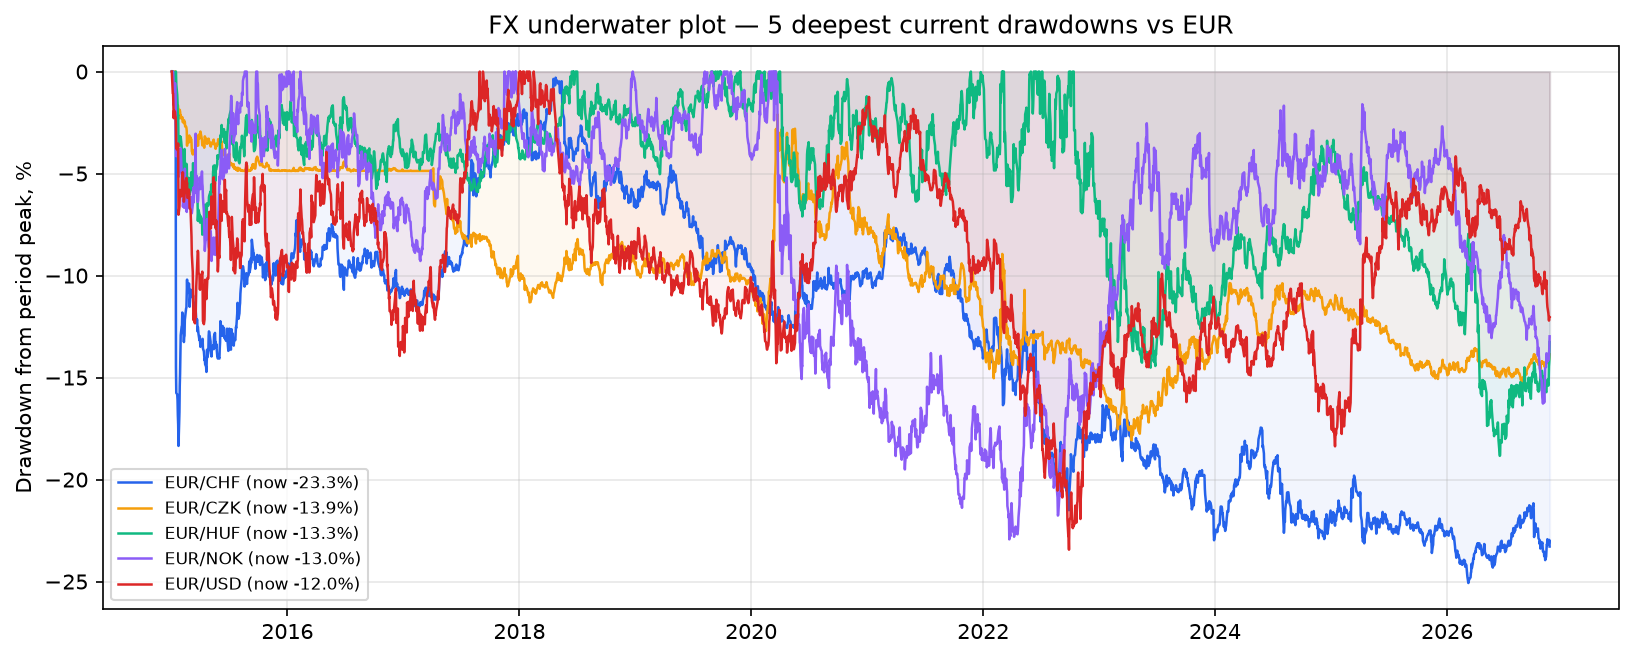 FX underwater plot — 5 deepest current drawdowns vs EUR
Drawdown from period peak, %
0
−5
−10
−15
−20
−25
EUR/CHF (now -23.3%)
EUR/CZK (now -13.9%)
EUR/HUF (now -13.3%)
EUR/NOK (now -13.0%)
EUR/USD (now -12.0%)
2016 2018 2020 2022 2024 2026